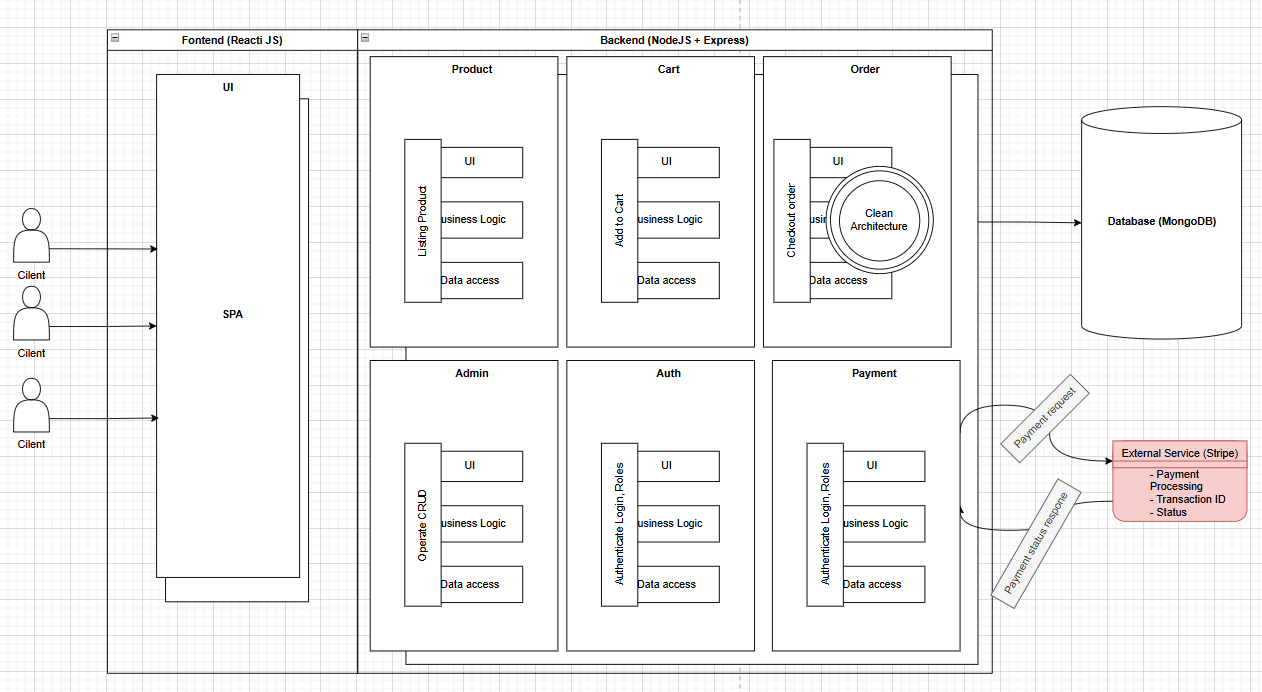 Fontend (Reacti JS)
Backend (NodeJS + Express)
UI
SPA
Cilent
Cilent
Cilent
Product
Listing Product
UI
usiness Logic
Data access
Cart
Add to Cart
UI
usiness Logic
Data access
Order
Checkout order
UI
usin
Data access
Clean
Architecture
Admin
Operate CRUD
UI
usiness Logic
Data access
Auth
Authenticate Login, Roles
UI
usiness Logic
Data access
Payment
Authenticate Login, Roles
UI
usiness Logic
Data access
Database (MongoDB)
Payment request
External Service (Stripe)
- Payment
Processing
- Transaction ID
- Status
Payment status respone